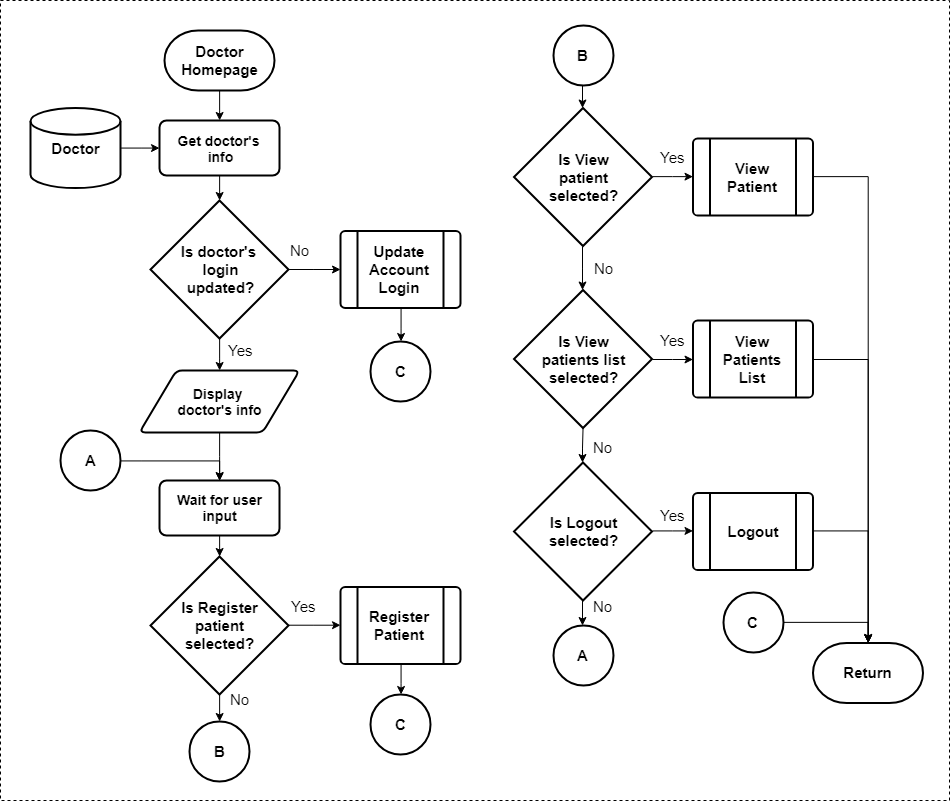 Doctor
Homepage
Doctor
Get doctor's
info
Is doctor's
login
updated?
No
Update
Account
Login
C
Yes
Display
doctor's info
A
Wait for user
input
Is Register
patient
selected?
Yes
Register
Patient
C
No
B
B
Is View
patient
selected?
Yes
View
Patient
No
Is View
patients list
selected?
Yes
View
Patients
List
No
Is Logout
selected?
Yes
Logout
No
A
C
Return